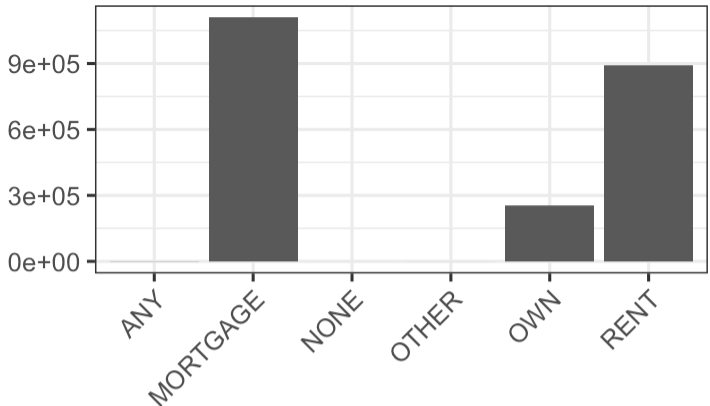 9e+05
6e+05
3e+05
0e+00
ANY
MORTGAGE
NONE
OTHER
OWN
RENT